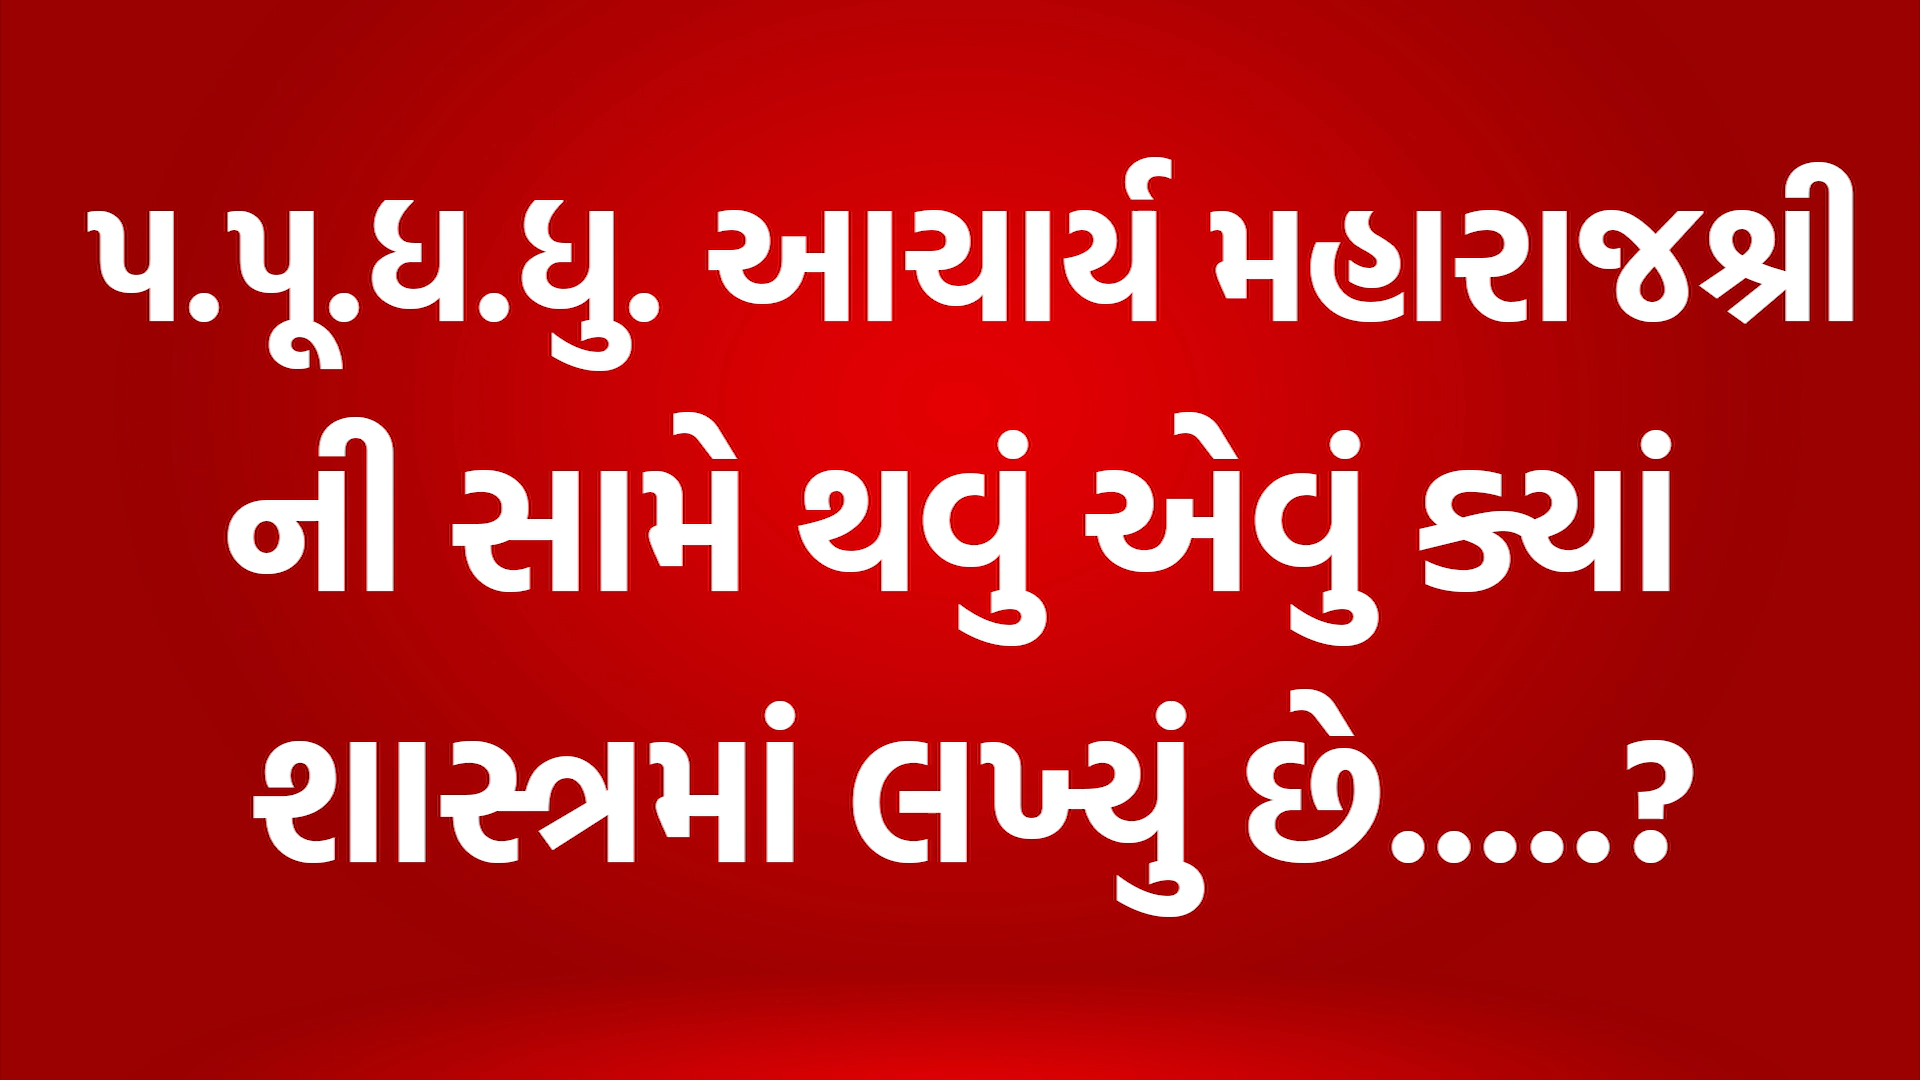 પ.પૂ.ધ.ધુ. આચાર્ય મહારાજશ્રી
ની સામે થવું એવું ક્યાં
શાસ્ત્રમાં લખ્યું છે.....?